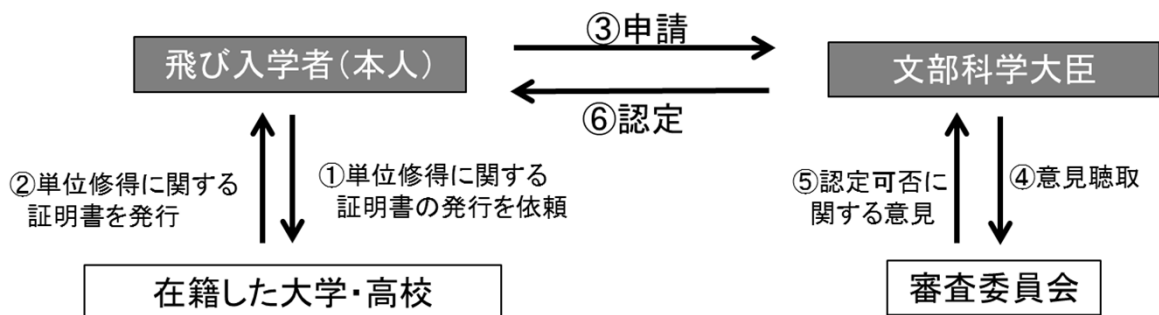 ③申請
飛び入学者(本人)
文部科学大臣
⑥認定
②単位修得に関する
証明書を発行
①単位修得に関する
証明書の発行を依頼
⑤認定可否に
関する意見
④意見聴取
在籍した大学・高校
審査委員会